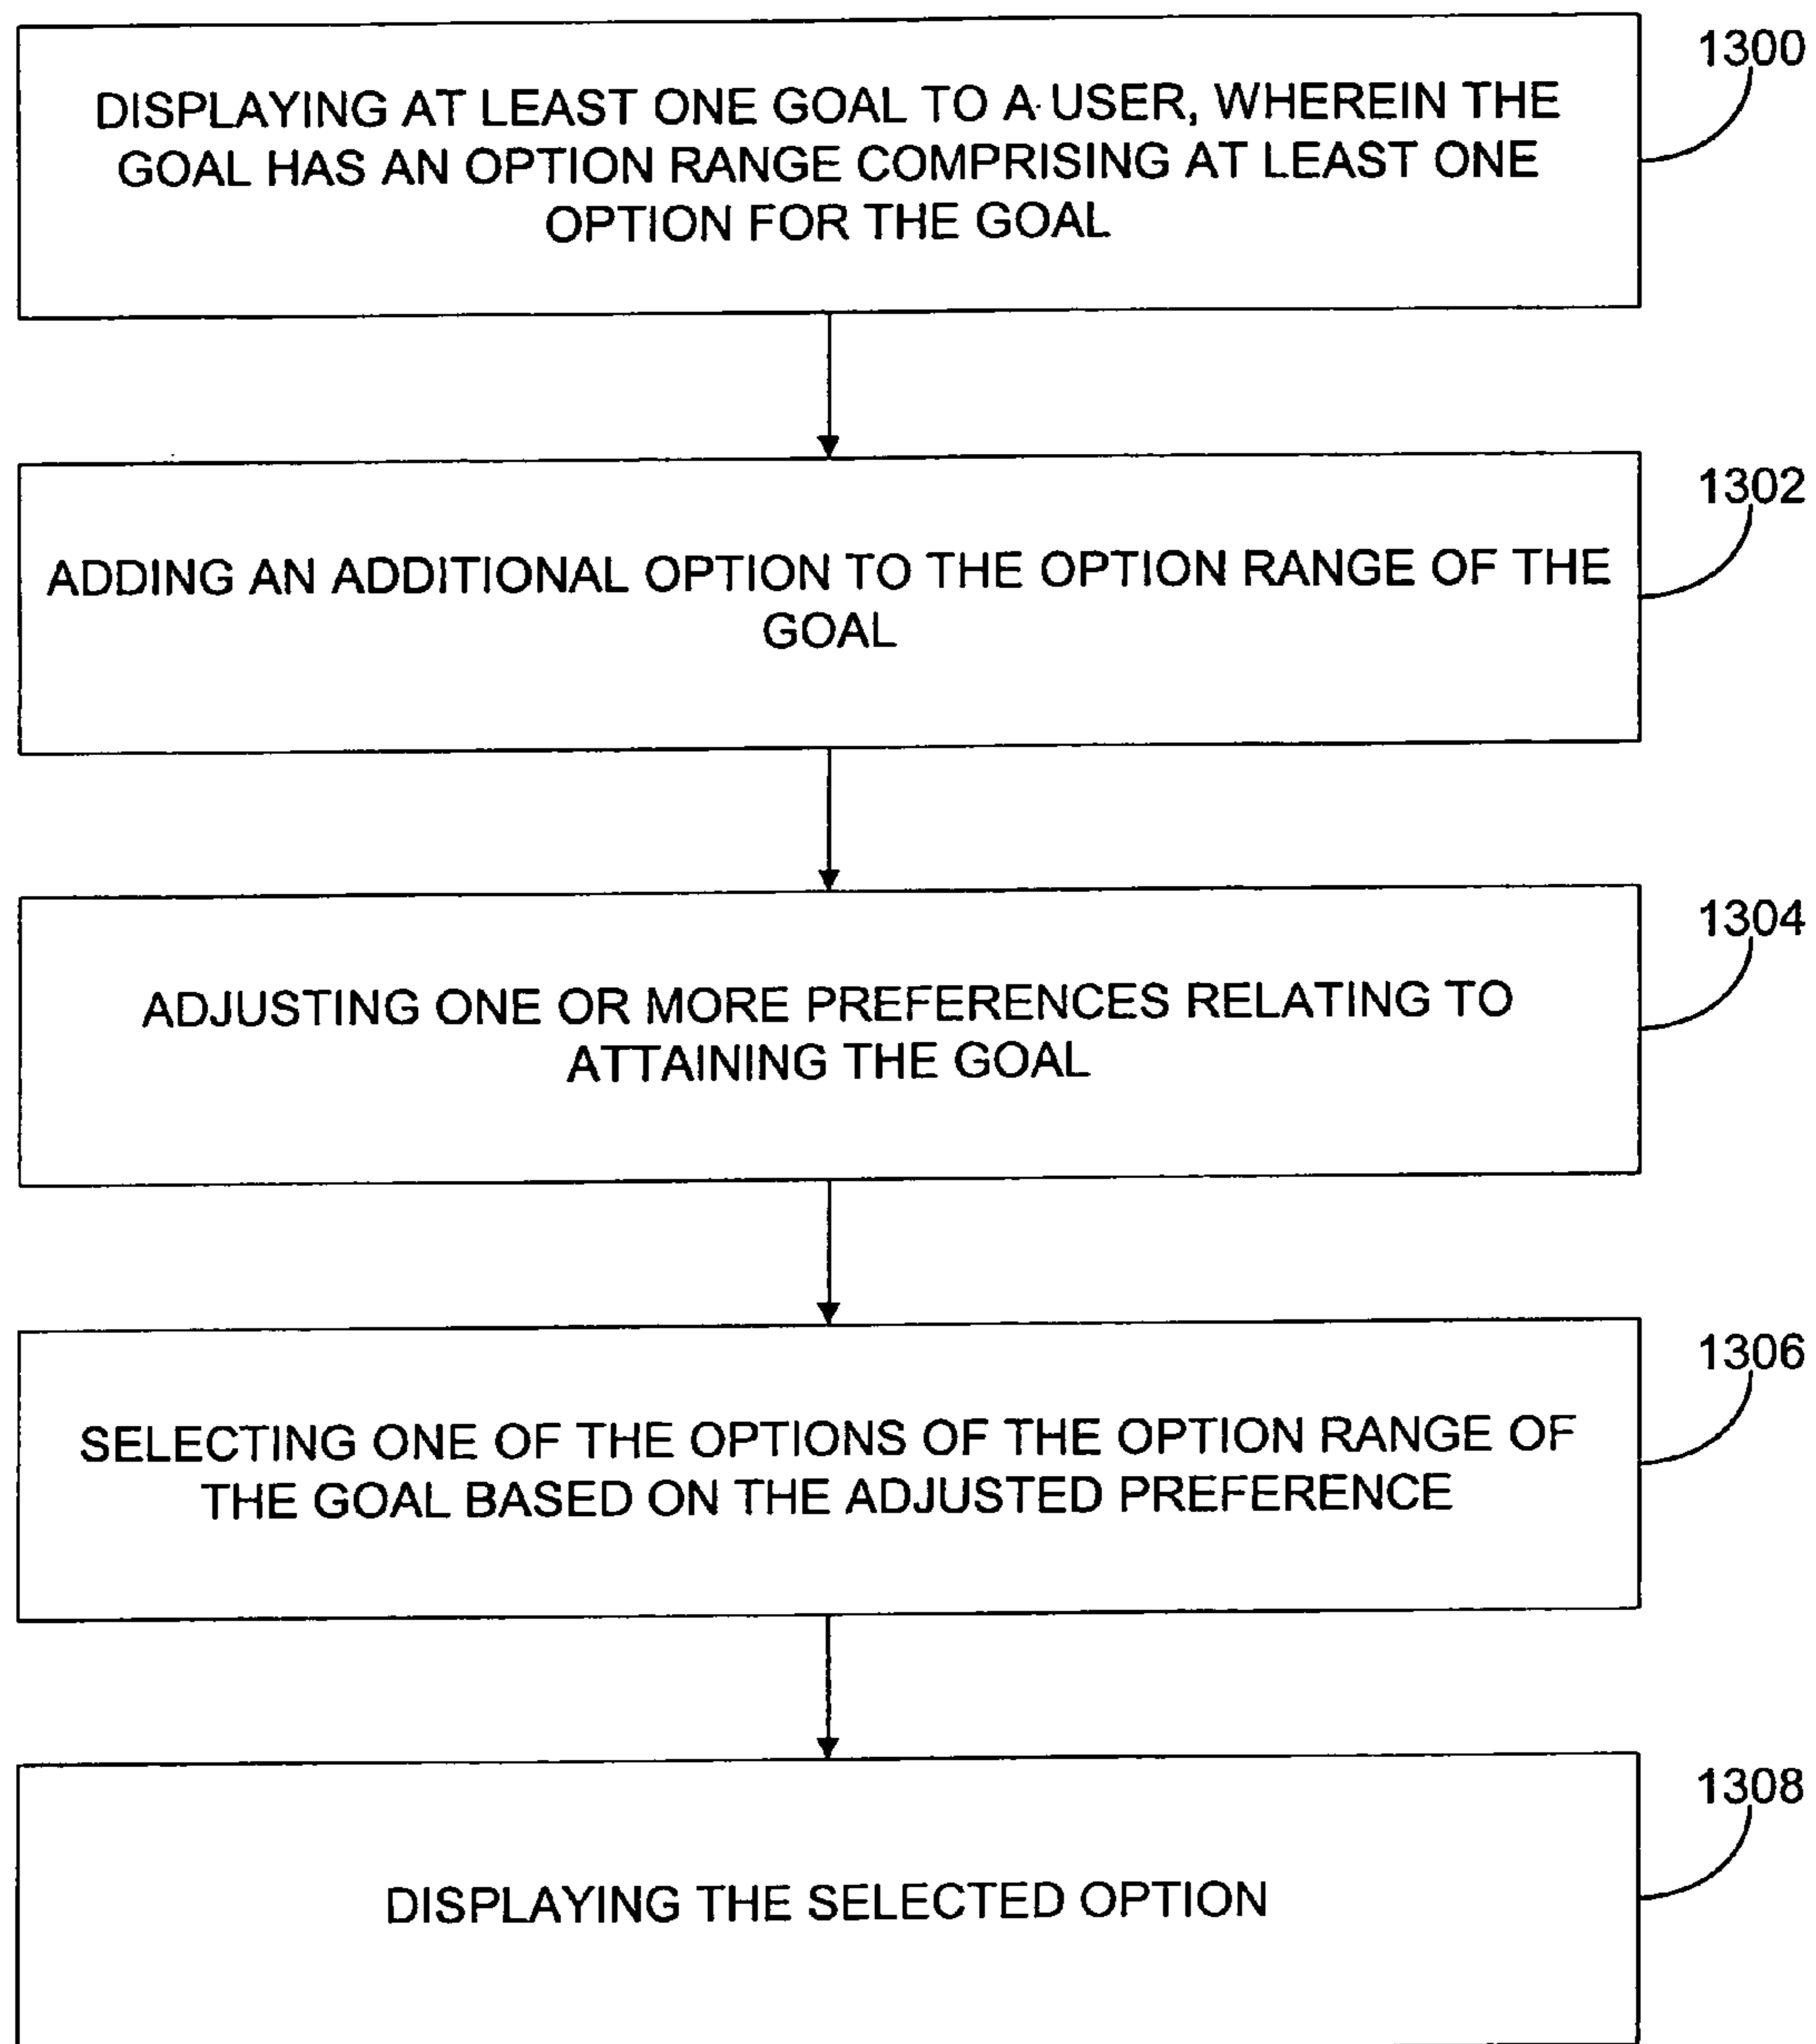 1300
DISPLAYING AT LEAST ONE GOAL TO A USER, WHEREIN THE
GOAL HAS AN OPTION RANGE COMPRISING AT LEAST ONE
OPTION FOR THE GOAL
1302
ADDING AN ADDITIONAL OPTION TO THE OPTION RANGE OF THE
GOAL
1304
ADJUSTING ONE OR MORE PREFERENCES RELATING TO
ATTAINING THE GOAL
1306
SELECTING ONE OF THE OPTIONS OF THE OPTION RANGE OF
THE GOAL BASED ON THE ADJUSTED PREFERENCE
1308
DISPLAYING THE SELECTED OPTION